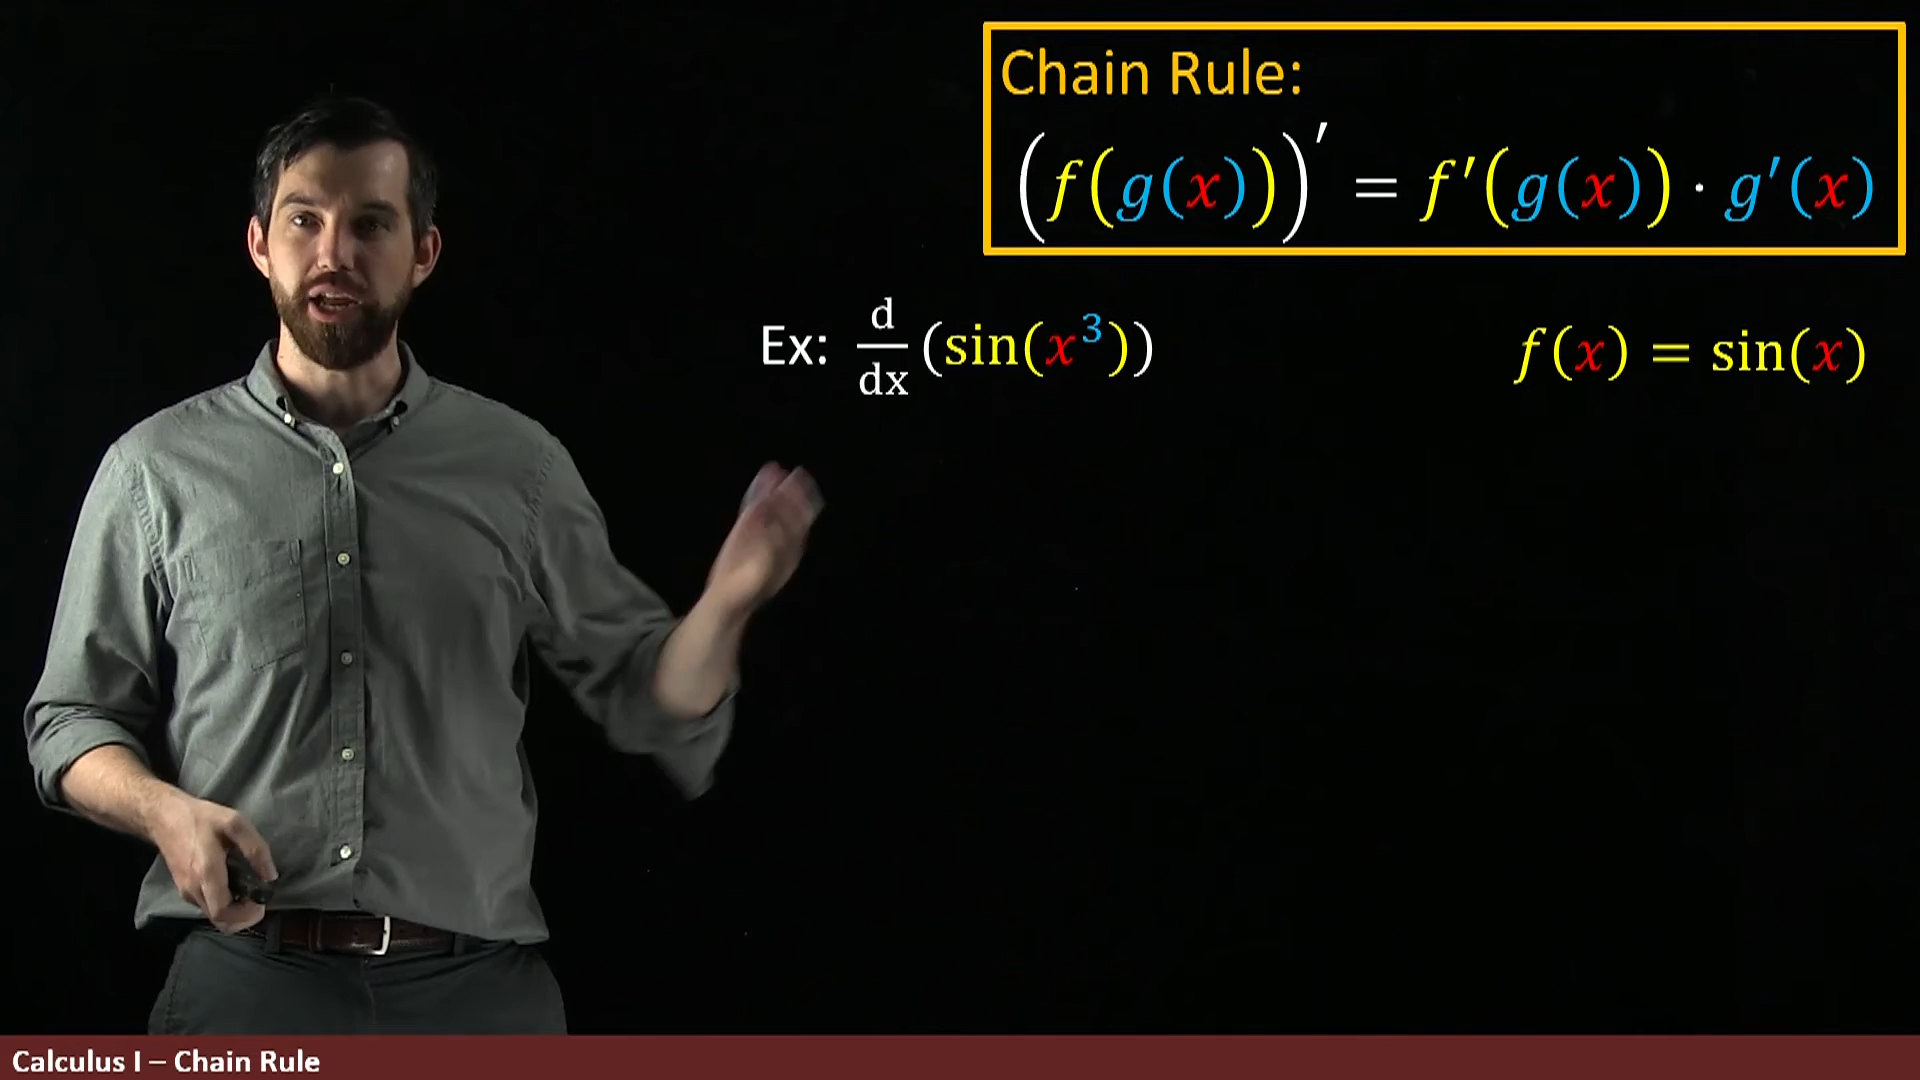 Chain Rule:
(f(g(x)))′ = f′(g(x)) · g′(x)
Ex: d/dx (sin(x³))
f(x) = sin(x)
Calculus I – Chain Rule